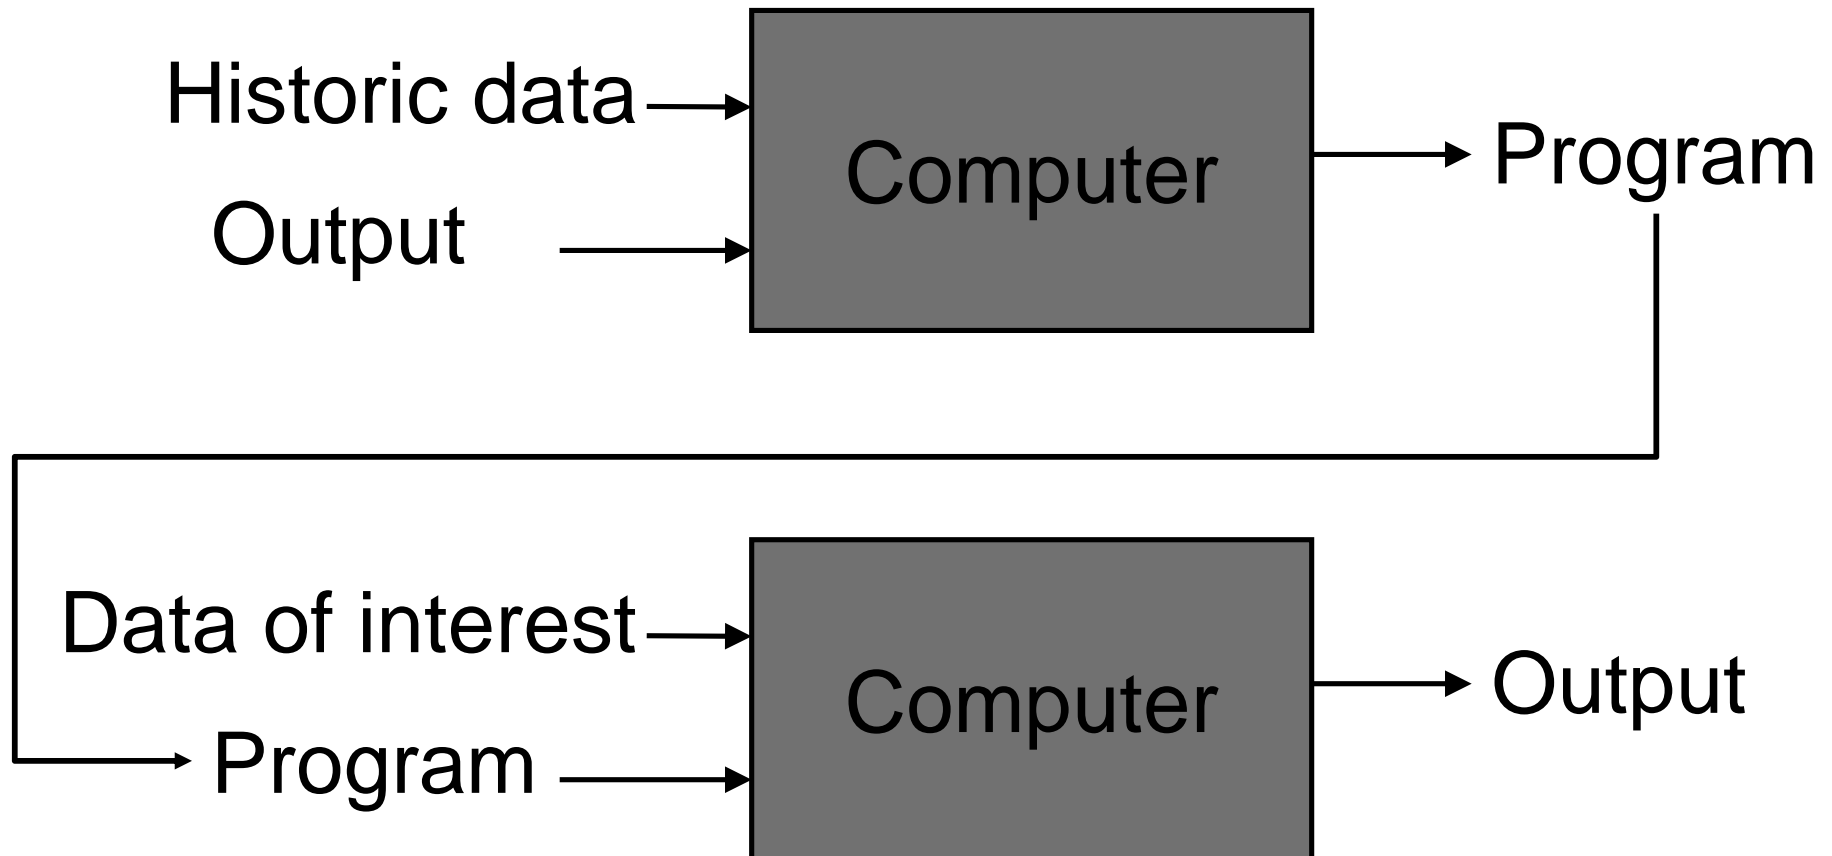 Historic data
Output
Computer
Program
Data of interest
Program
Computer
Output